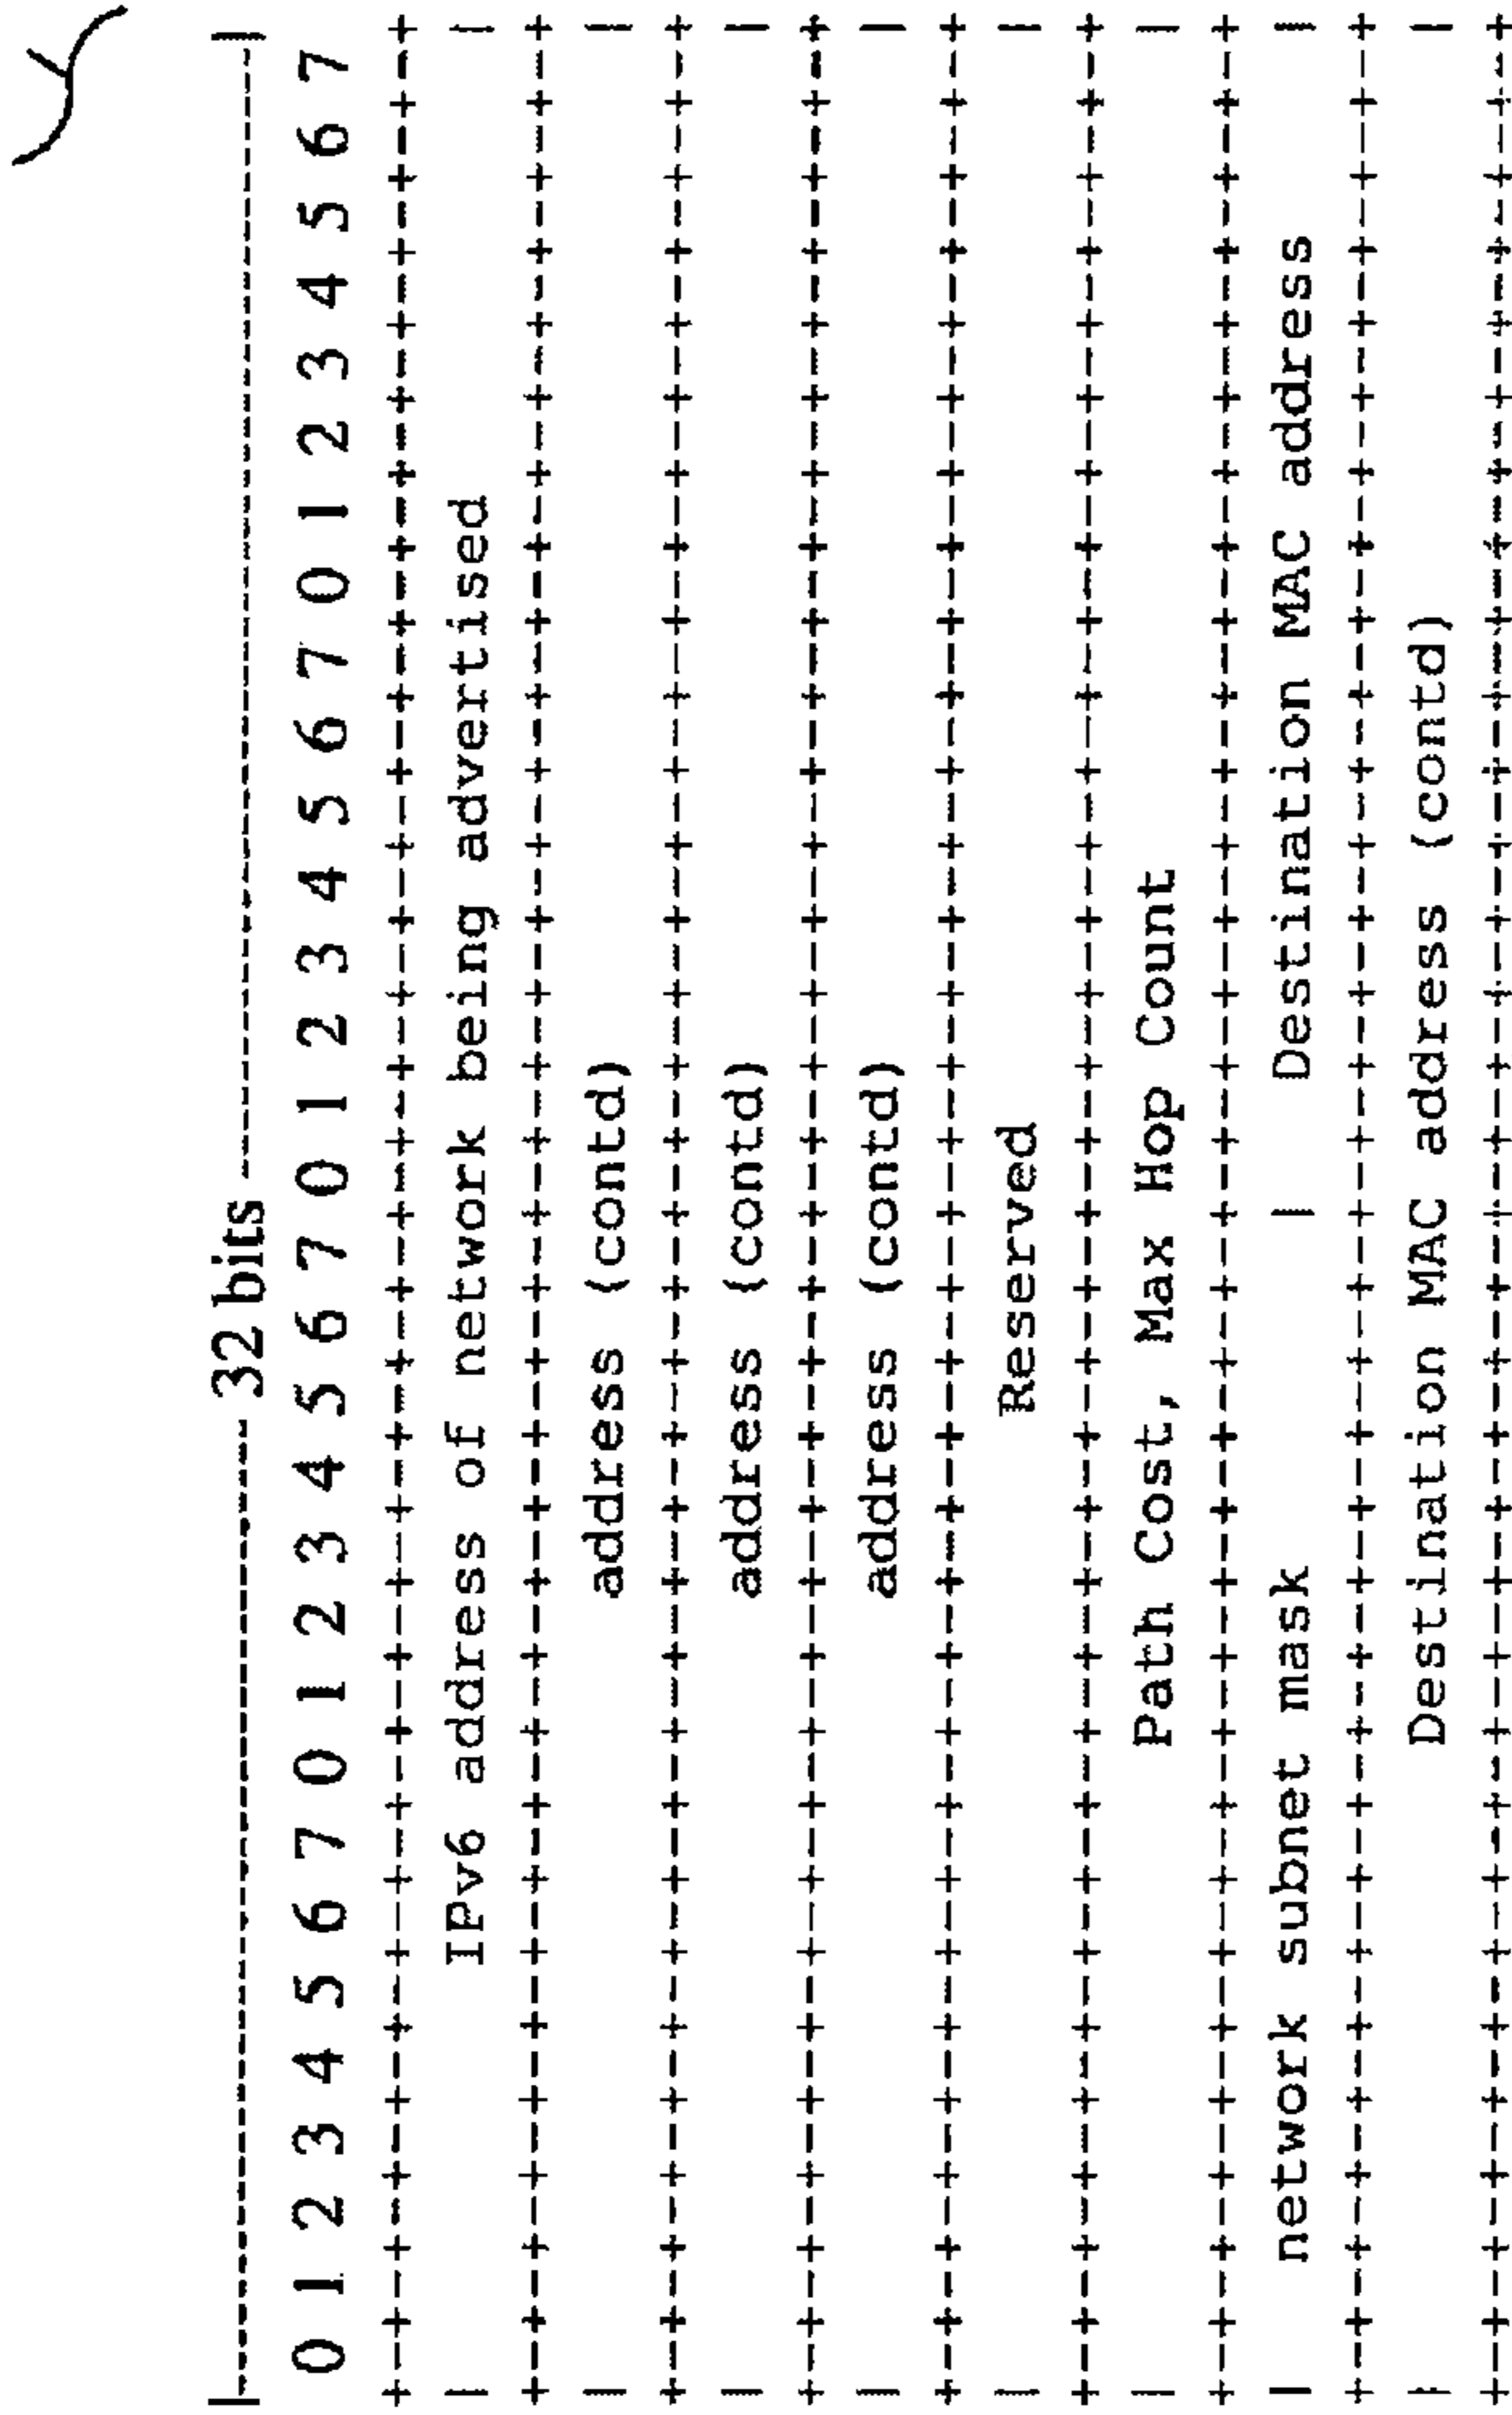 |------------------------ 32 bits ------------------------|
0 1 2 3 4 5 6 7 0 1 2 3 4 5 6 7 0 1 2 3 4 5 6 7 0 1 2 3 4 5 6 7
+-+-+-+-+-+-+-+-+-+-+-+-+-+-+-+-+-+-+-+-+-+-+-+-+-+-+-+-+-+-+-+-+
| IPv6 address of network being advertised |
+-+-+-+-+-+-+-+-+-+-+-+-+-+-+-+-+-+-+-+-+-+-+-+-+-+-+-+-+-+-+-+-+
| address (contd) |
+-+-+-+-+-+-+-+-+-+-+-+-+-+-+-+-+-+-+-+-+-+-+-+-+-+-+-+-+-+-+-+-+
| address (contd) |
+-+-+-+-+-+-+-+-+-+-+-+-+-+-+-+-+-+-+-+-+-+-+-+-+-+-+-+-+-+-+-+-+
| address (contd) |
+-+-+-+-+-+-+-+-+-+-+-+-+-+-+-+-+-+-+-+-+-+-+-+-+-+-+-+-+-+-+-+-+
| Reserved |
+-+-+-+-+-+-+-+-+-+-+-+-+-+-+-+-+-+-+-+-+-+-+-+-+-+-+-+-+-+-+-+-+
| Path Cost, Max Hop Count |
+-+-+-+-+-+-+-+-+-+-+-+-+-+-+-+-+-+-+-+-+-+-+-+-+-+-+-+-+-+-+-+-+
| network subnet mask | Destination MAC address |
+-+-+-+-+-+-+-+-+-+-+-+-+-+-+-+-+-+-+-+-+-+-+-+-+-+-+-+-+-+-+-+-+
| Destination MAC address (contd) |
+-+-+-+-+-+-+-+-+-+-+-+-+-+-+-+-+-+-+-+-+-+-+-+-+-+-+-+-+-+-+-+-+